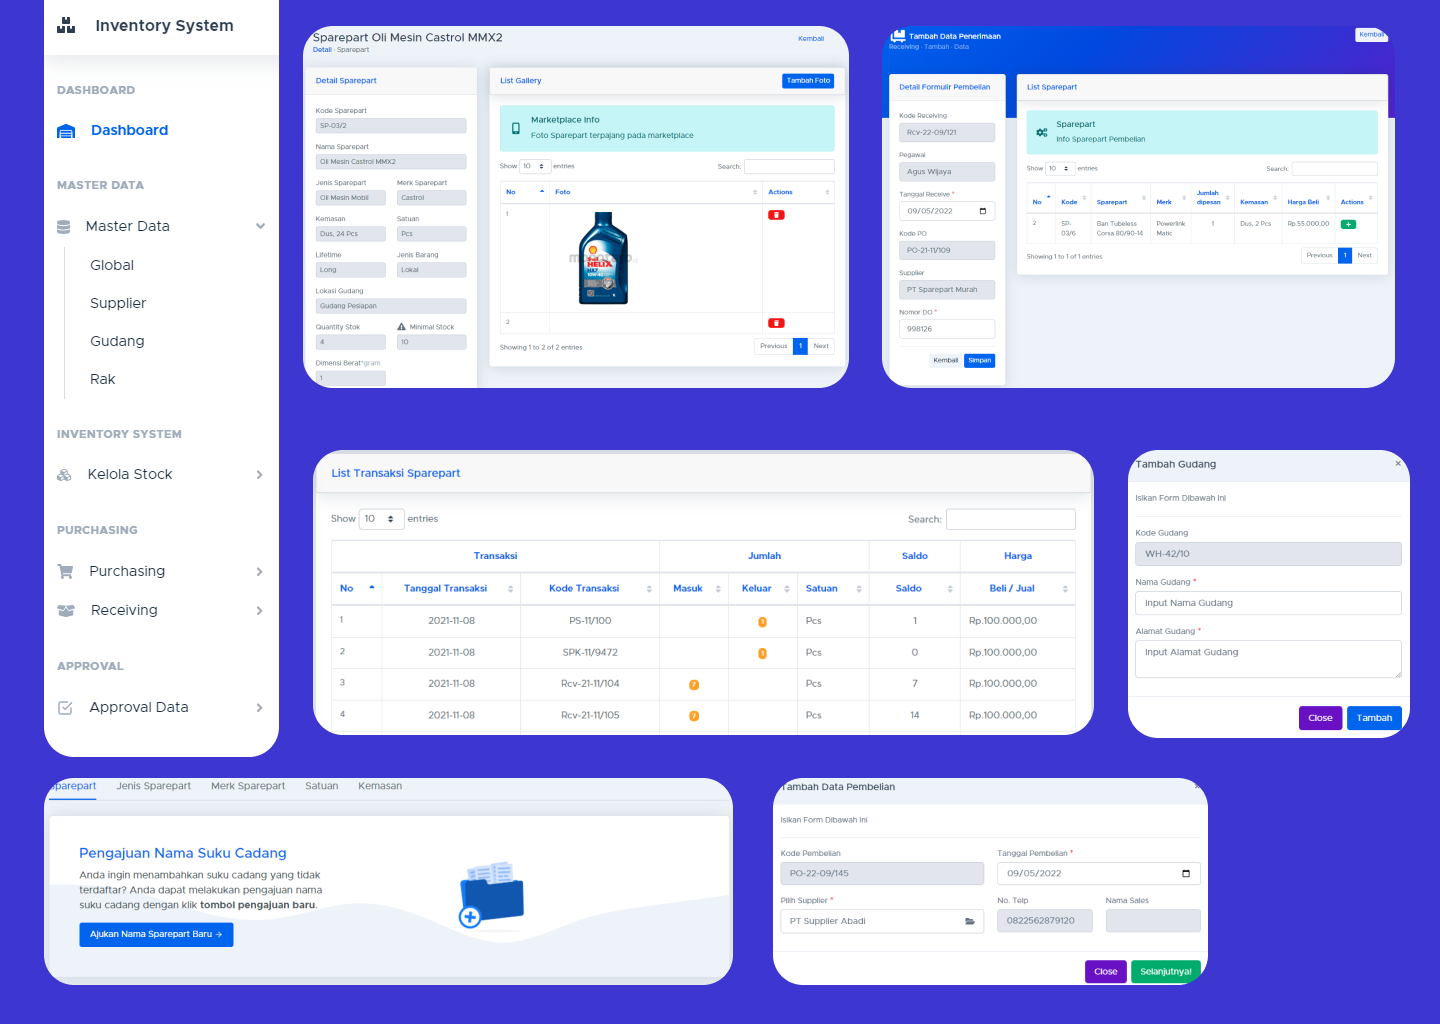 Inventory System
DASHBOARD
Dashboard
MASTER DATA
Master Data
Global
Supplier
Gudang
Rak
INVENTORY SYSTEM
Kelola Stock
PURCHASING
Purchasing
Receiving
APPROVAL
Approval Data
Sparepart Oli Mesin Castrol MMX2
Detail · Sparepart
Kembali
Detail Sparepart
Kode Sparepart
SP-03/2
Nama Sparepart
Oli Mesin Castrol MMX2
Jenis Sparepart Merk Sparepart
Oli Mesin Mobil Castrol
Kemasan Satuan
Dus, 24 Pcs Pcs
Lifetime Jenis Barang
Long Lokal
Lokasi Gudang
Gudang Pesiapan
Quantity Stok Minimal Stock
4 10
Dimensi Berat*gram
1
List Gallery Tambah Foto
Marketplace Info
Foto Sparepart terpajang pada marketplace
Show 10 entries Search:
No Foto Actions
1
HELIX
HX7
2
Showing 1 to 2 of 2 entries Previous 1 Next
Tambah Data Penerimaan
Receiving · Tambah · Data
Kembali
Detail Formulir Pembelian
Kode Receiving
Rcv-22-09/121
Pegawai
Agus Wijaya
Tanggal Receive *
09/05/2022
Kode PO
PO-21-11/109
Supplier
PT Sparepart Murah
Nomor DO *
998126
Kembali Simpan
List Sparepart
Sparepart
Info Sparepart Pembelian
Show 10 entries Search:
No Kode Sparepart Merk Jumlah dipesan Kemasan Harga Beli Actions
2 SP-03/6 Ban Tubeless Corsa 80/90-14 Powerlink Matic 1 Dus, 2 Pcs Rp.55.000,00
Showing 1 to 1 of 1 entries Previous 1 Next
List Transaksi Sparepart
Show 10 entries Search:
Transaksi Jumlah Saldo Harga
No Tanggal Transaksi Kode Transaksi Masuk Keluar Satuan Saldo Beli / Jual
1 2021-11-08 PS-11/100 1 Pcs 1 Rp.100.000,00
2 2021-11-08 SPK-11/9472 1 Pcs 0 Rp.100.000,00
3 2021-11-08 Rcv-21-11/104 7 Pcs 7 Rp.100.000,00
4 2021-11-08 Rcv-21-11/105 7 Pcs 14 Rp.100.000,00
Tambah Gudang ×
Isikan Form Dibawah Ini
Kode Gudang
WH-42/10
Nama Gudang *
Input Nama Gudang
Alamat Gudang *
Input Alamat Gudang
Close Tambah
Sparepart Jenis Sparepart Merk Sparepart Satuan Kemasan
Pengajuan Nama Suku Cadang
Anda ingin menambahkan suku cadang yang tidak
terdaftar? Anda dapat melakukan pengajuan nama
suku cadang dengan klik tombol pengajuan baru.
Ajukan Nama Sparepart Baru →
Tambah Data Pembelian
Isikan Form Dibawah Ini
Kode Pembelian Tanggal Pembelian *
PO-22-09/145 09/05/2022
Pilih Supplier * No. Telp Nama Sales
PT Supplier Abadi 0822562879120
Close Selanjutnya!